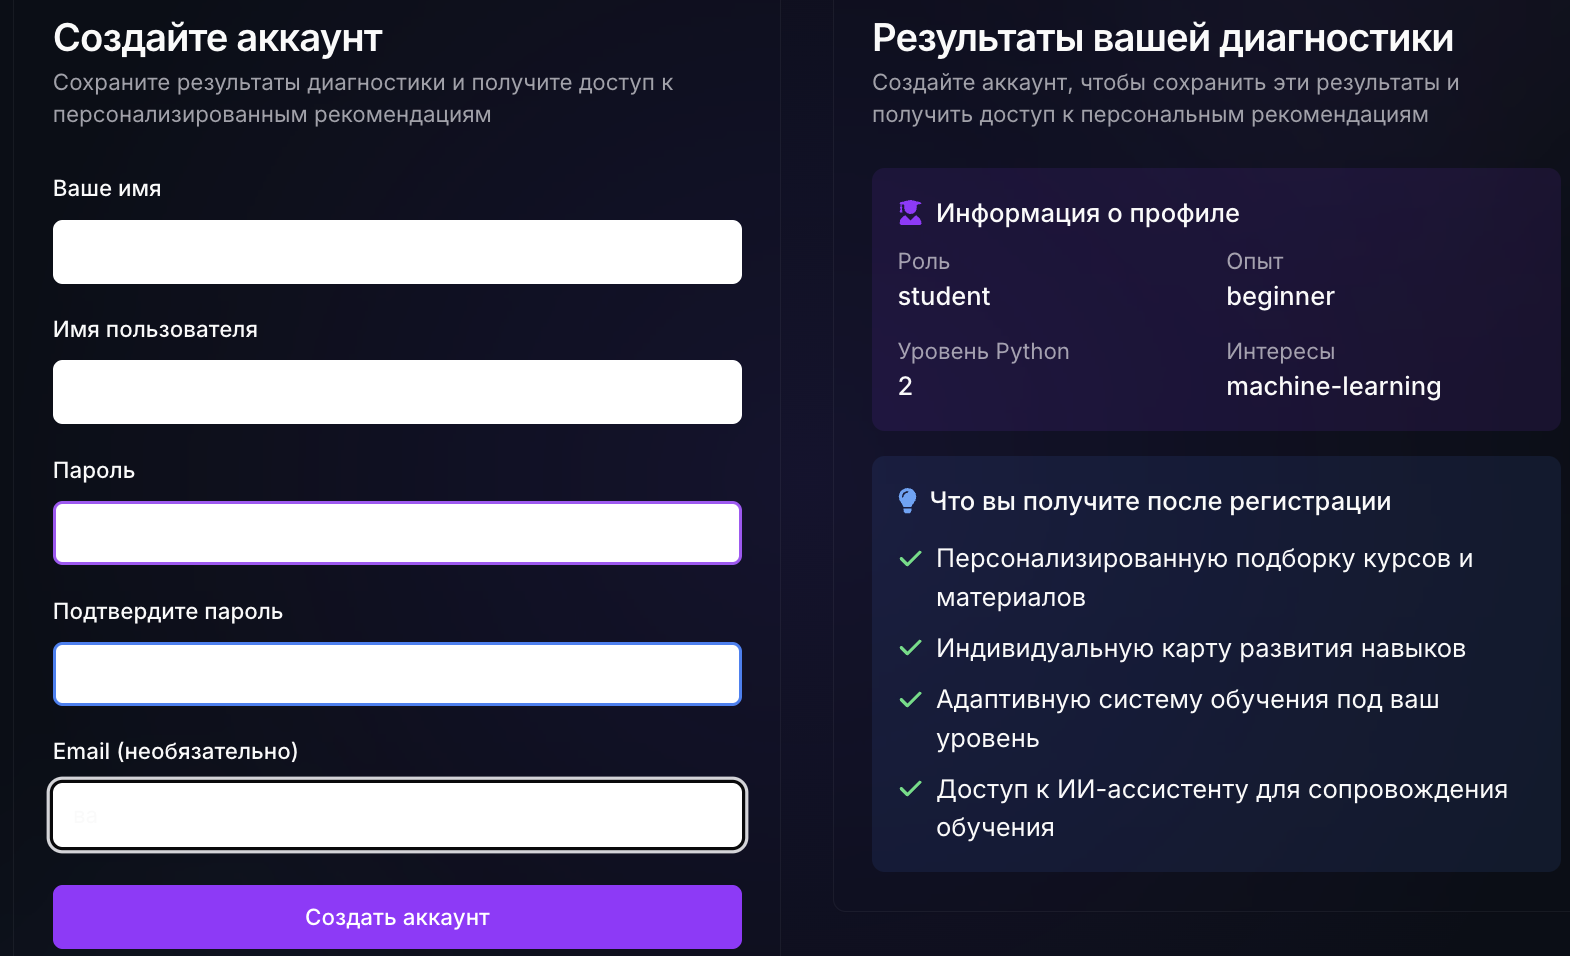 Создайте аккаунт
Сохраните результаты диагностики и получите доступ к
персонализированным рекомендациям
Ваше имя
Имя пользователя
Пароль
Подтвердите пароль
Email (необязательно)
ва
Создать аккаунт
Результаты вашей диагностики
Создайте аккаунт, чтобы сохранить эти результаты и
получить доступ к персональным рекомендациям
Информация о профиле
Роль
student
Опыт
beginner
Уровень Python
2
Интересы
machine-learning
Что вы получите после регистрации
Персонализированную подборку курсов и
материалов
Индивидуальную карту развития навыков
Адаптивную систему обучения под ваш
уровень
Доступ к ИИ-ассистенту для сопровождения
обучения